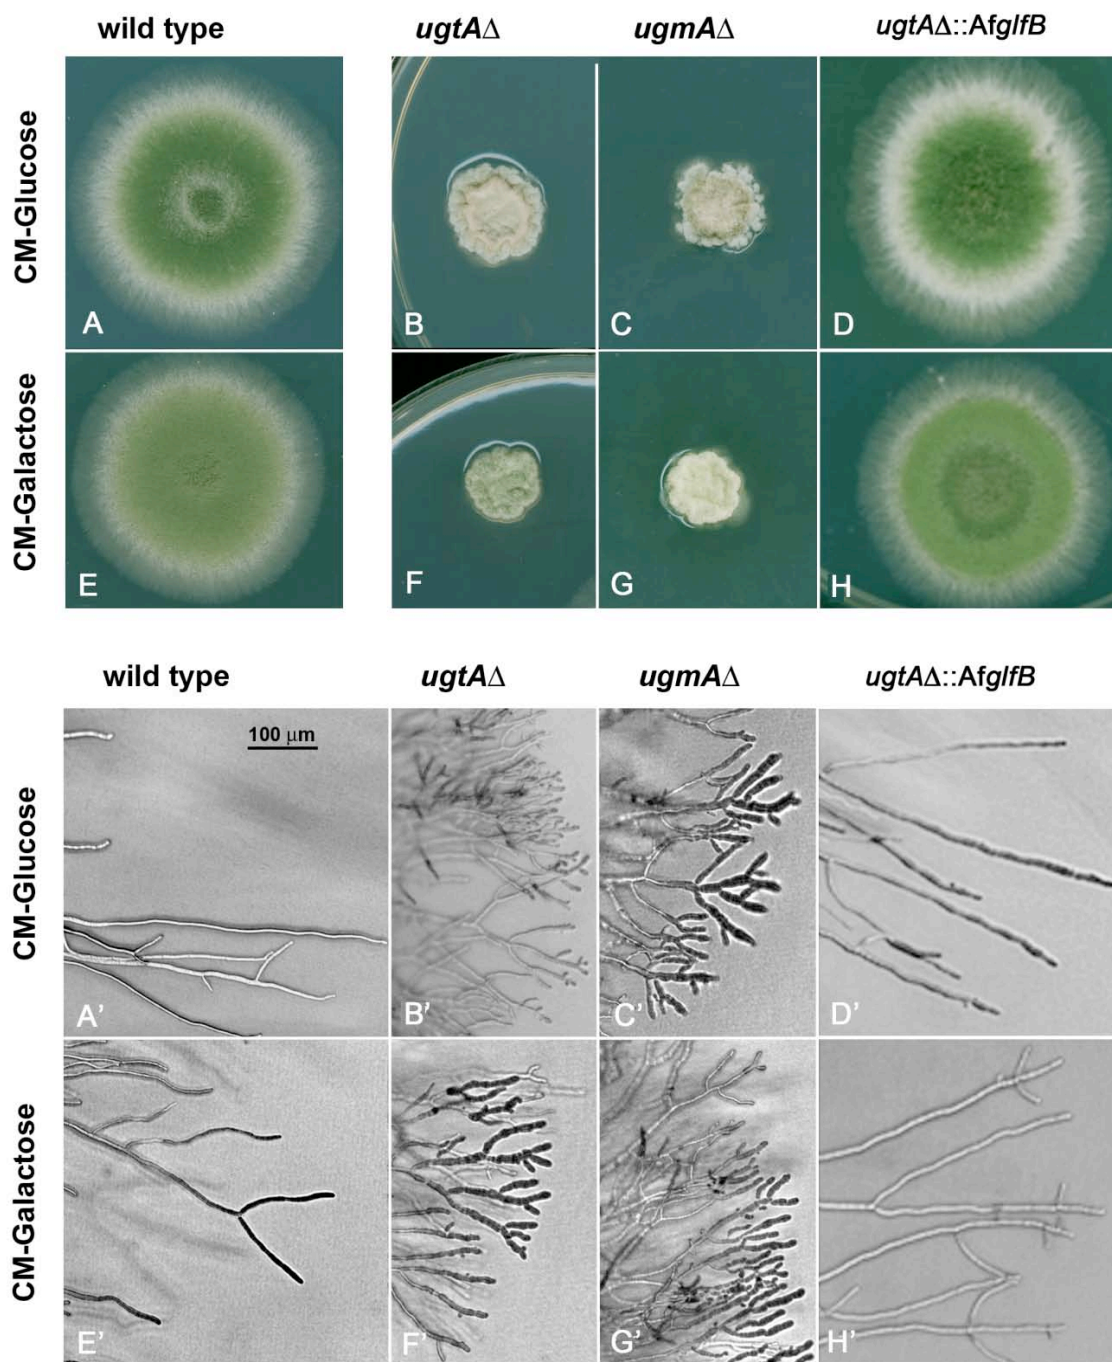 wild type ugtAΔ ugmAΔ ugtAΔ::AfglfB
CM-Glucose
A B C D
CM-Galactose
E F G H
wild type ugtAΔ ugmAΔ ugtAΔ::AfglfB
CM-Glucose
100 µm
A' B' C' D'
CM-Galactose
E' F' G' H'